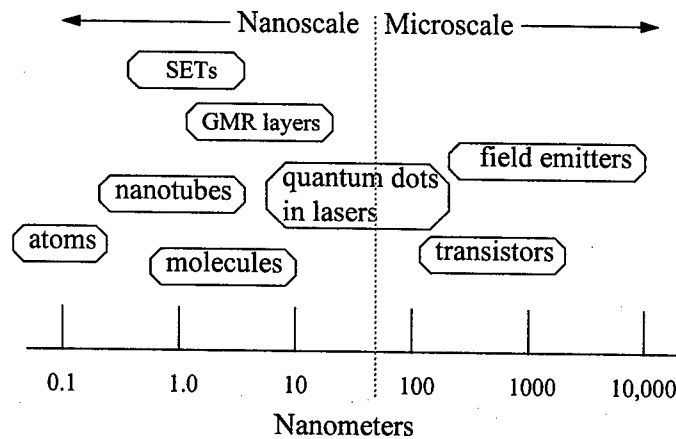 Nanoscale Microscale
SETs
GMR layers
field emitters
nanotubes
quantum dots
in lasers
atoms
molecules
transistors
0.1 1.0 10 100 1000 10,000
Nanometers